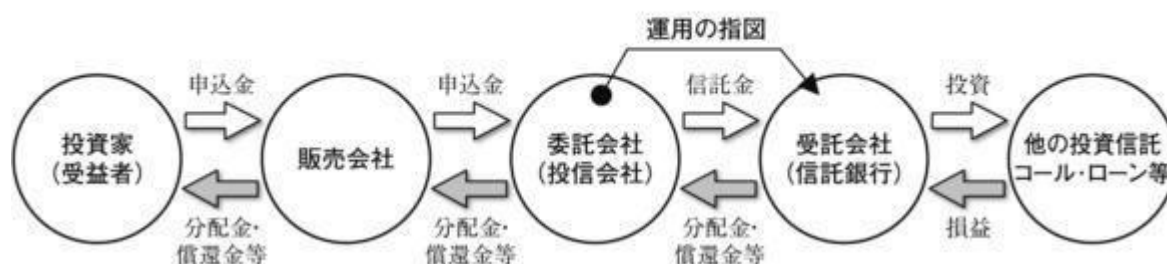 運用の指図
申込金
申込金
信託金
投資
投資家
(受益者)
販売会社
委託会社
(投信会社)
受託会社
(信託銀行)
他の投資信託
コール・ローン等
分配金・
償還金等
分配金・
償還金等
分配金・
償還金等
損益